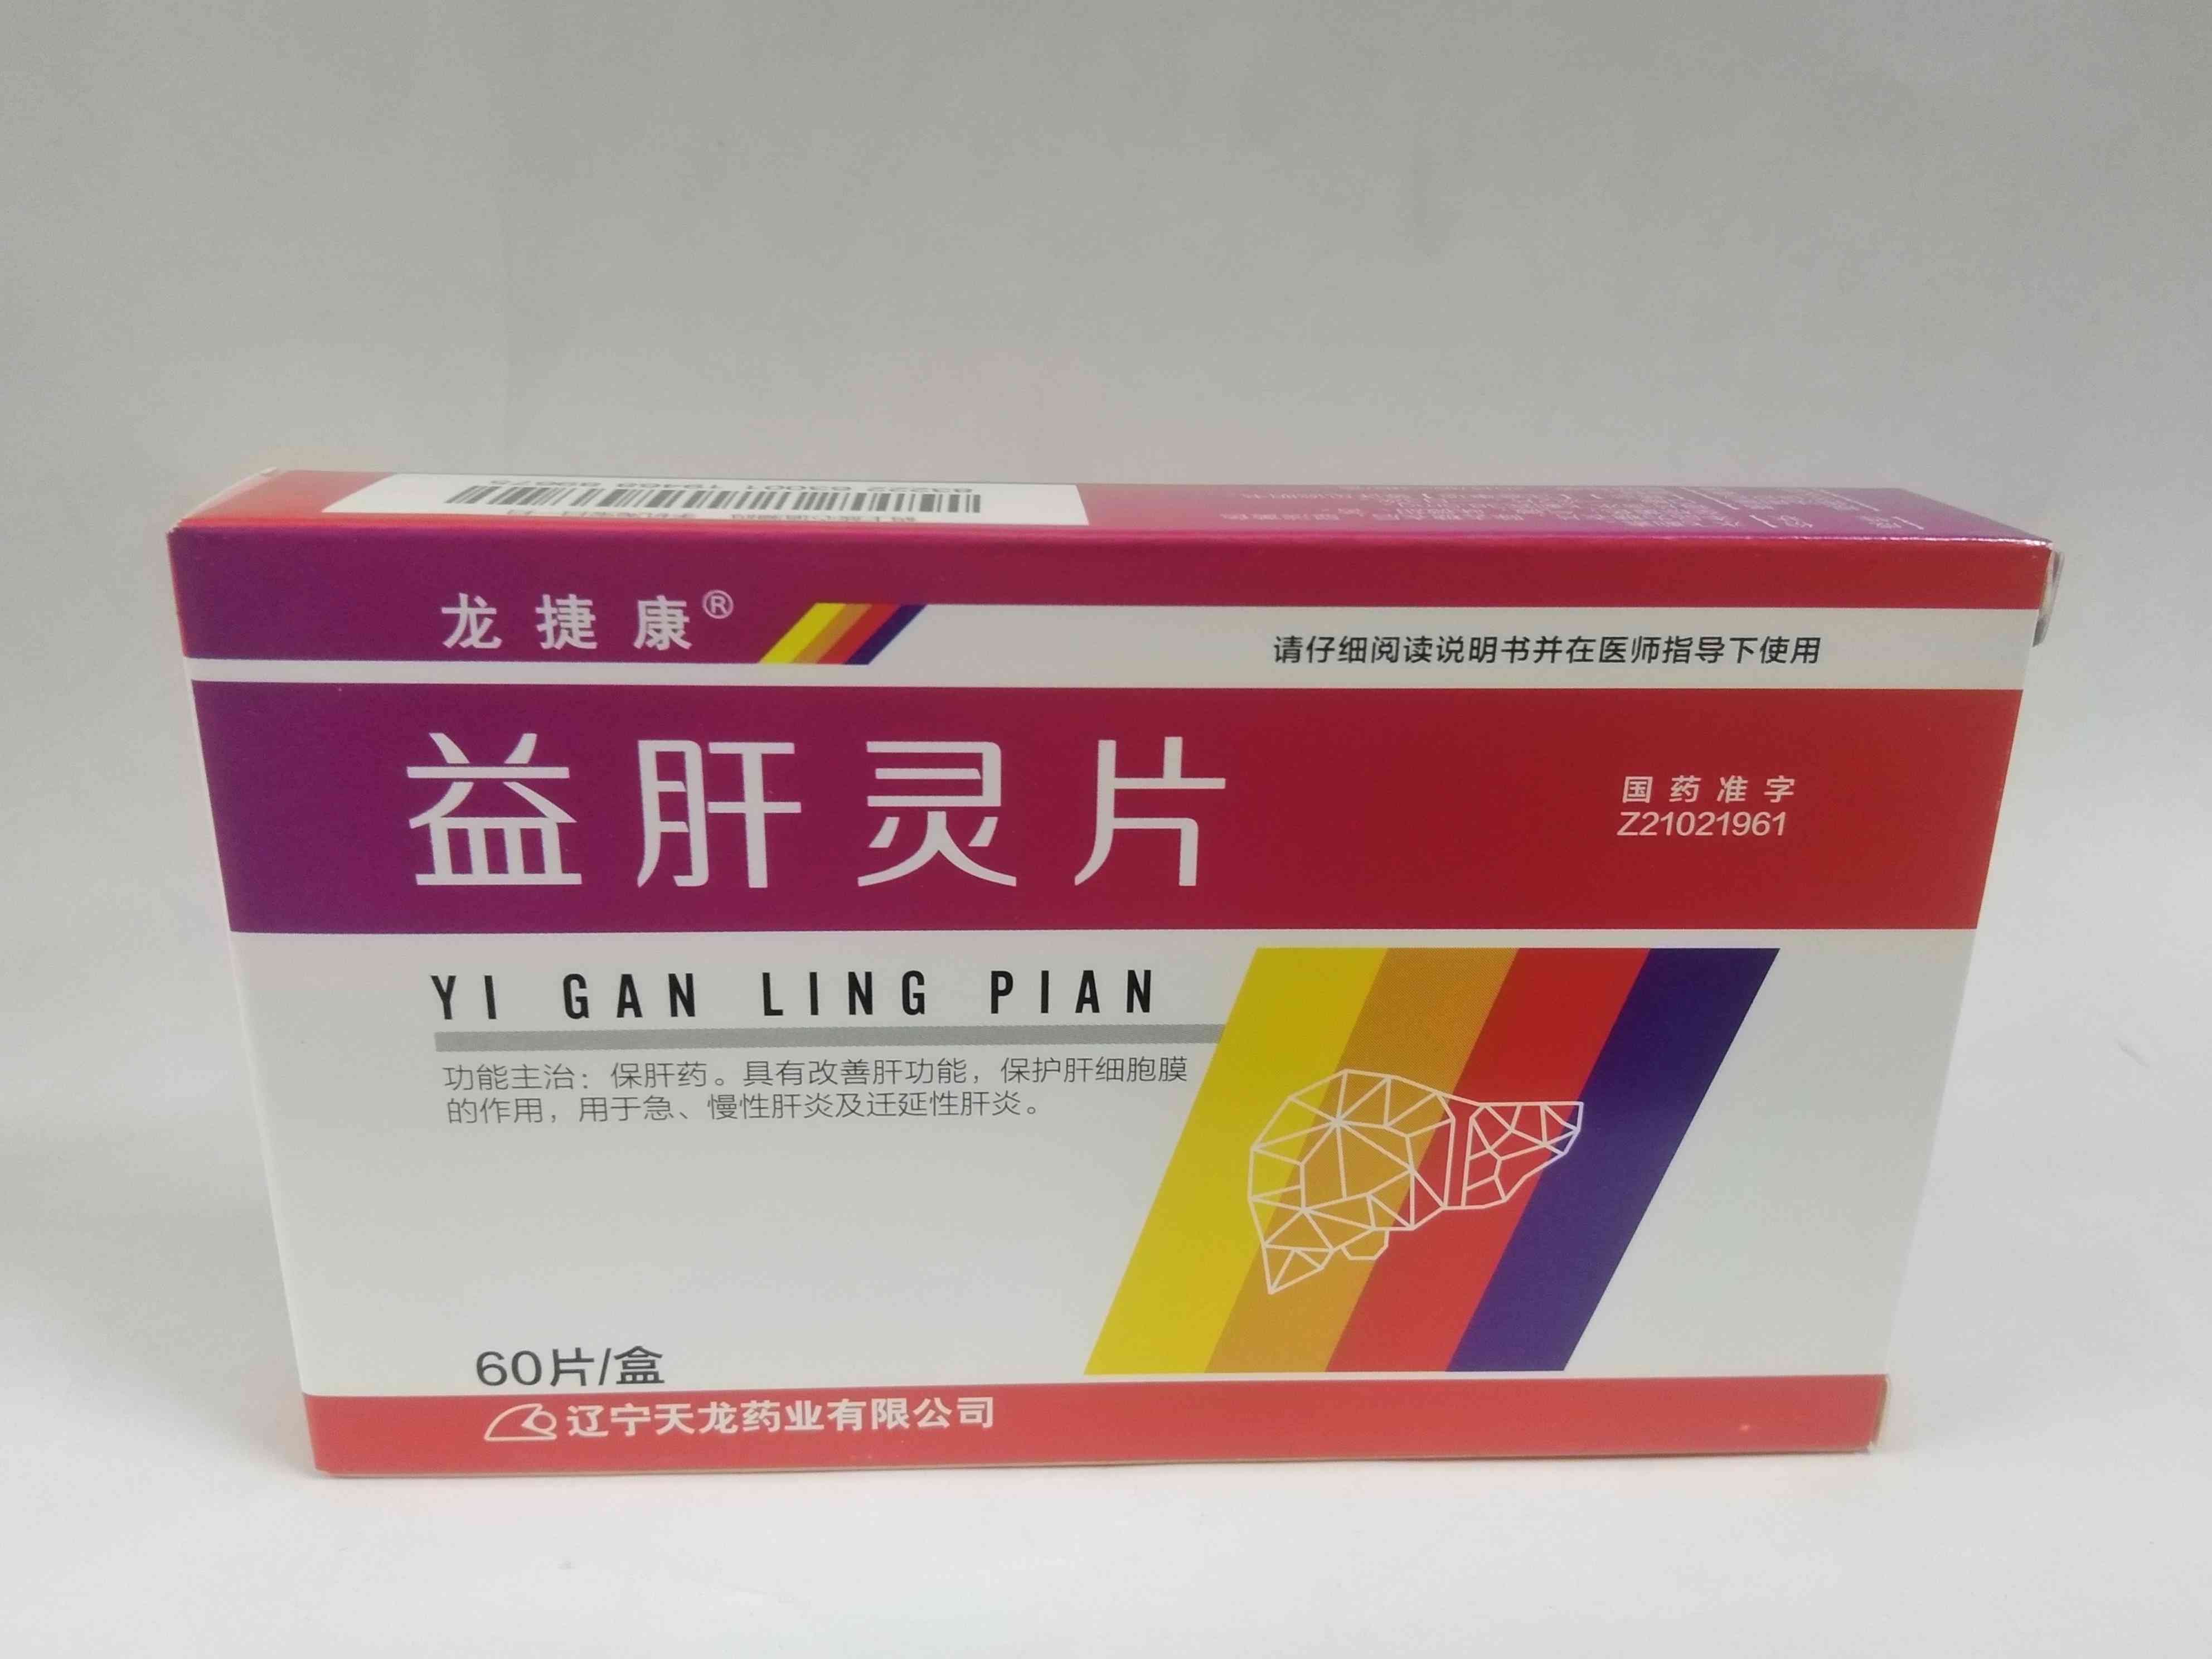 龙捷康®
请仔细阅读说明书并在医师指导下使用
益肝灵片
国药准字
Z21021961
YI GAN LING PIAN
功能主治：保肝药。具有改善肝功能，保护肝细胞膜
的作用，用于急、慢性肝炎及迁延性肝炎。
60片/盒
辽宁天龙药业有限公司